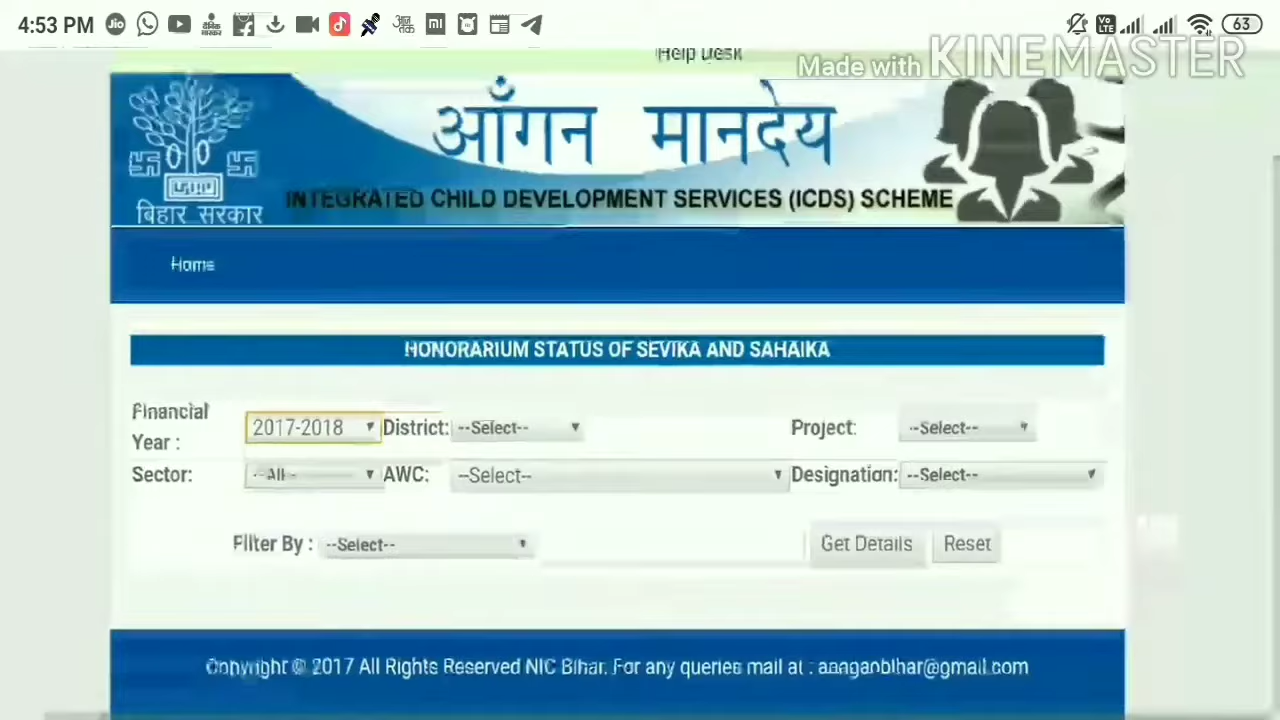 4:53 PM Jio VoLTE 63
Help Desk
Made with KINEMASTER
आँगन मानदेय
INTEGRATED CHILD DEVELOPMENT SERVICES (ICDS) SCHEME
बिहार सरकार
Home
HONORARIUM STATUS OF SEVIKA AND SAHAIKA
Financial Year : 2017-2018 District: --Select-- Project: --Select--
Sector: --All-- AWC: --Select-- Designation: --Select--
Filter By : --Select-- Get Details Reset
Copyright © 2017 All Rights Reserved NIC Bihar. For any queries mail at : aanganbihar@gmail.com